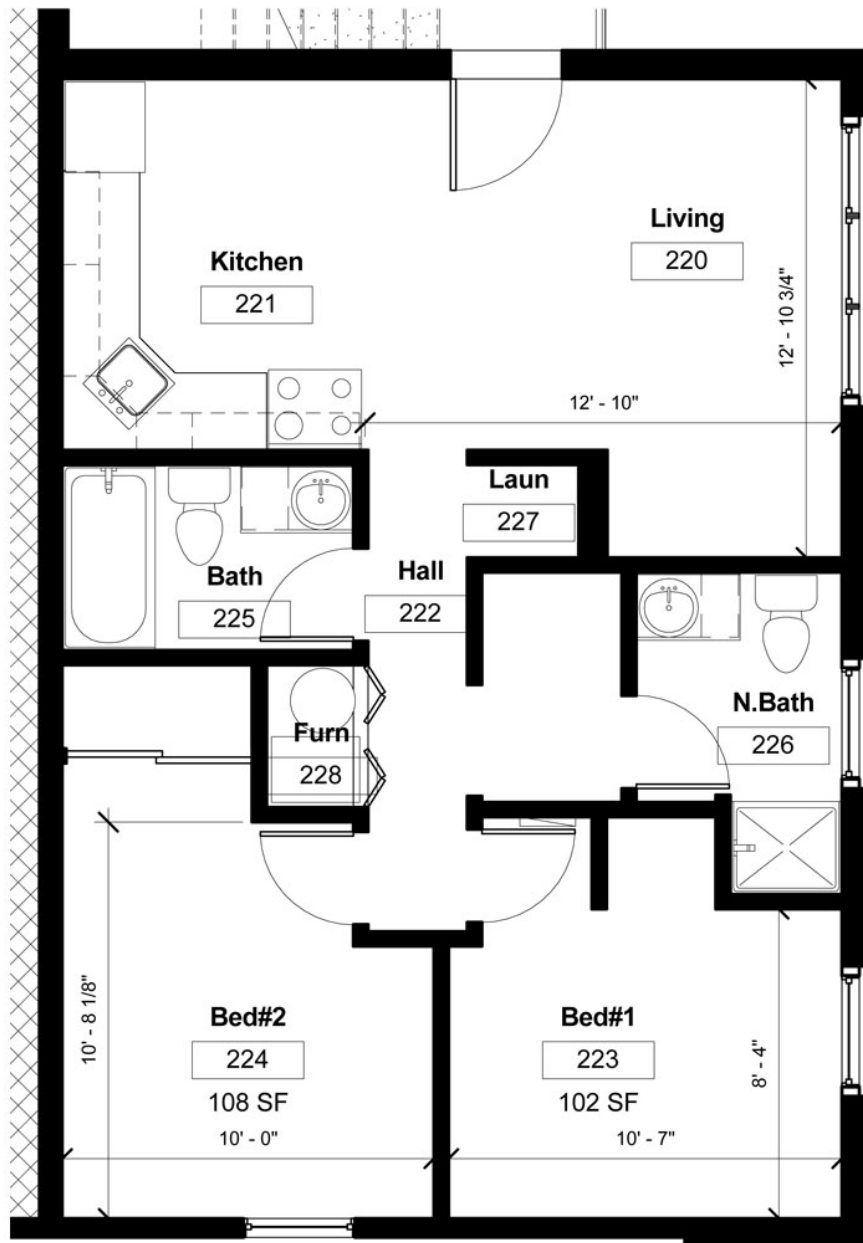 Living
220
Kitchen
221
12' - 10 3/4"
12' - 10"
Laun
227
Hall
222
Bath
225
N.Bath
226
Furn
228
10' - 8 1/8"
Bed#2
224
108 SF
10' - 0"
Bed#1
223
102 SF
10' - 7"
8' - 4"